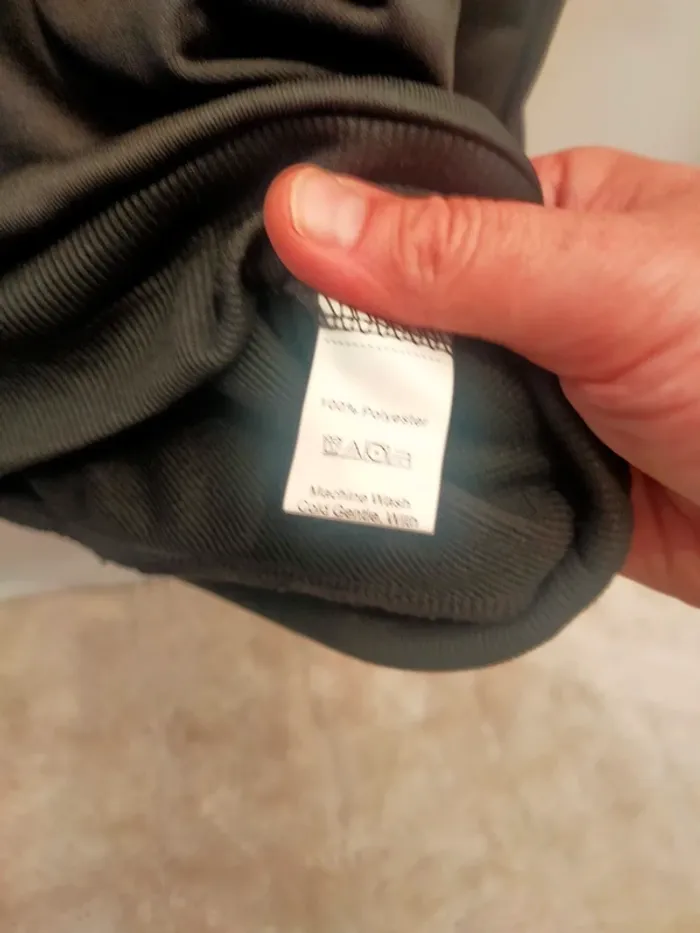 100% Polyester
Machine Wash
Cold Gentle, With